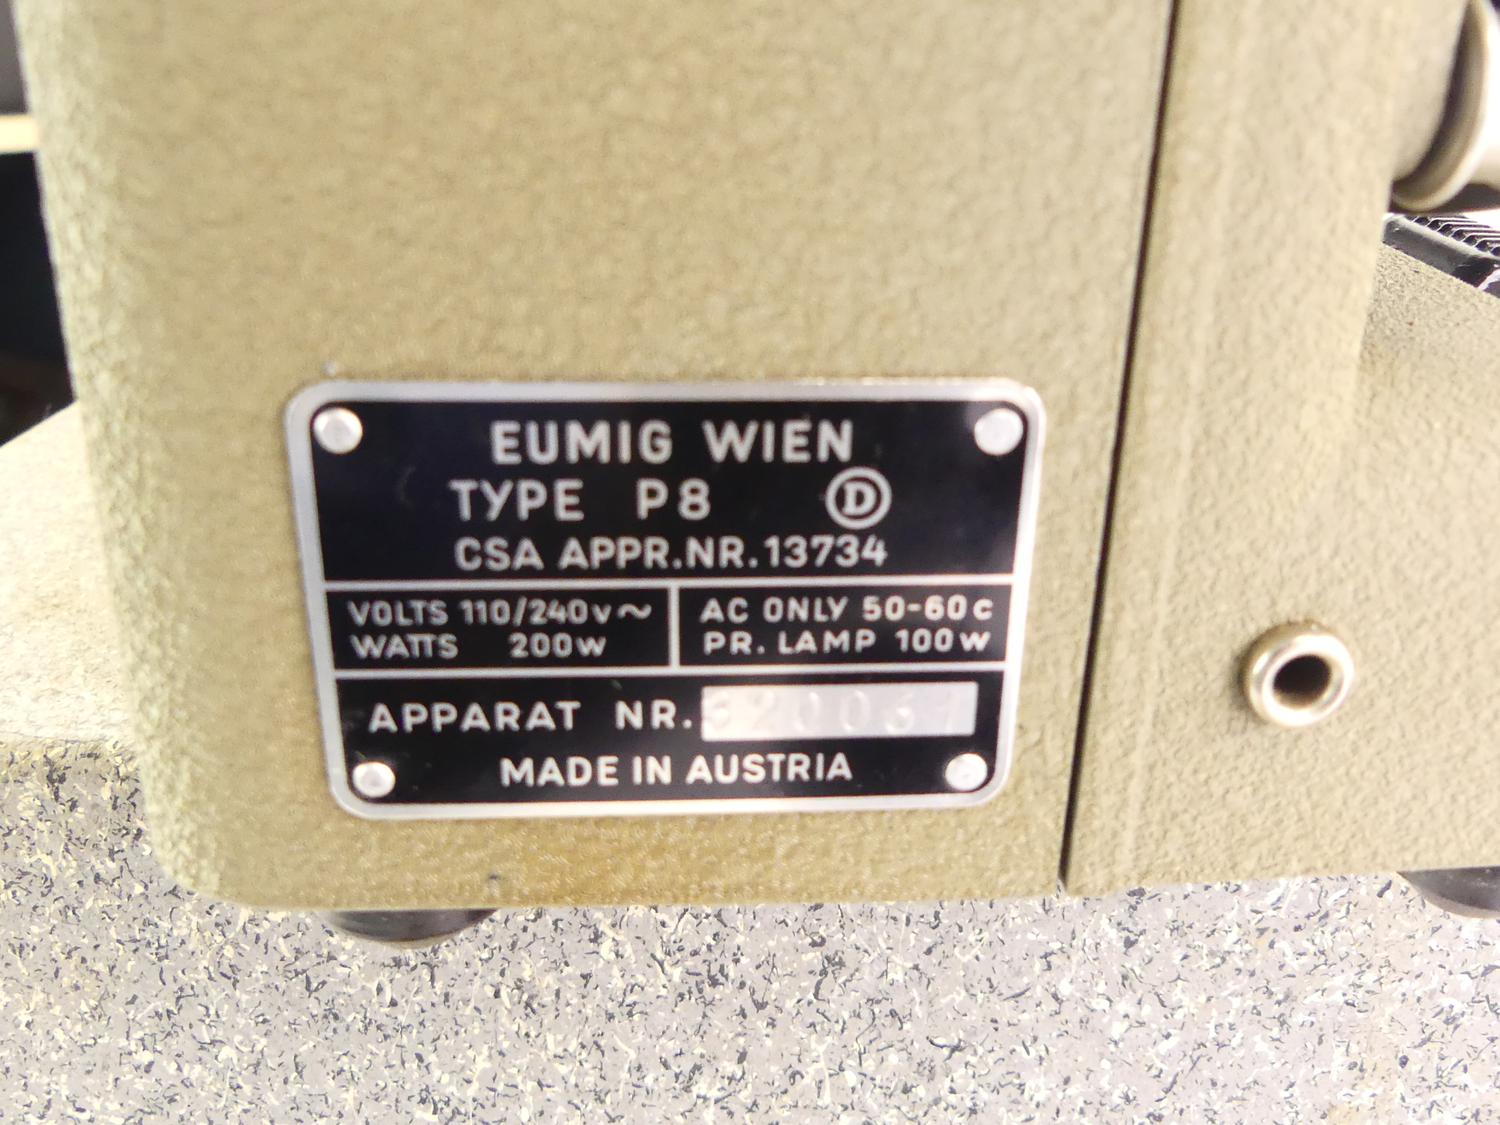 EUMIG WIEN
TYPE P8 D
CSA APPR.NR.13734
VOLTS 110/240v~
WATTS 200w
AC ONLY 50-60c
PR. LAMP 100w
APPARAT NR.
MADE IN AUSTRIA